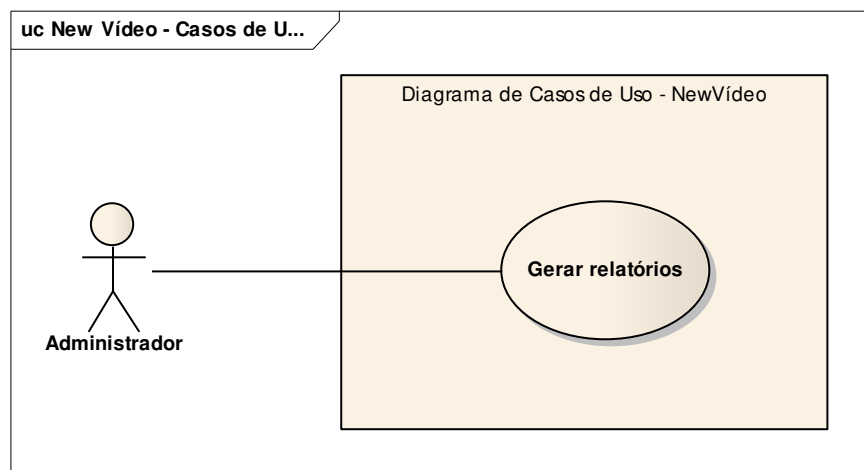 uc New Vídeo - Casos de U...
Diagrama de Casos de Uso - NewVídeo
Gerar relatórios
Administrador